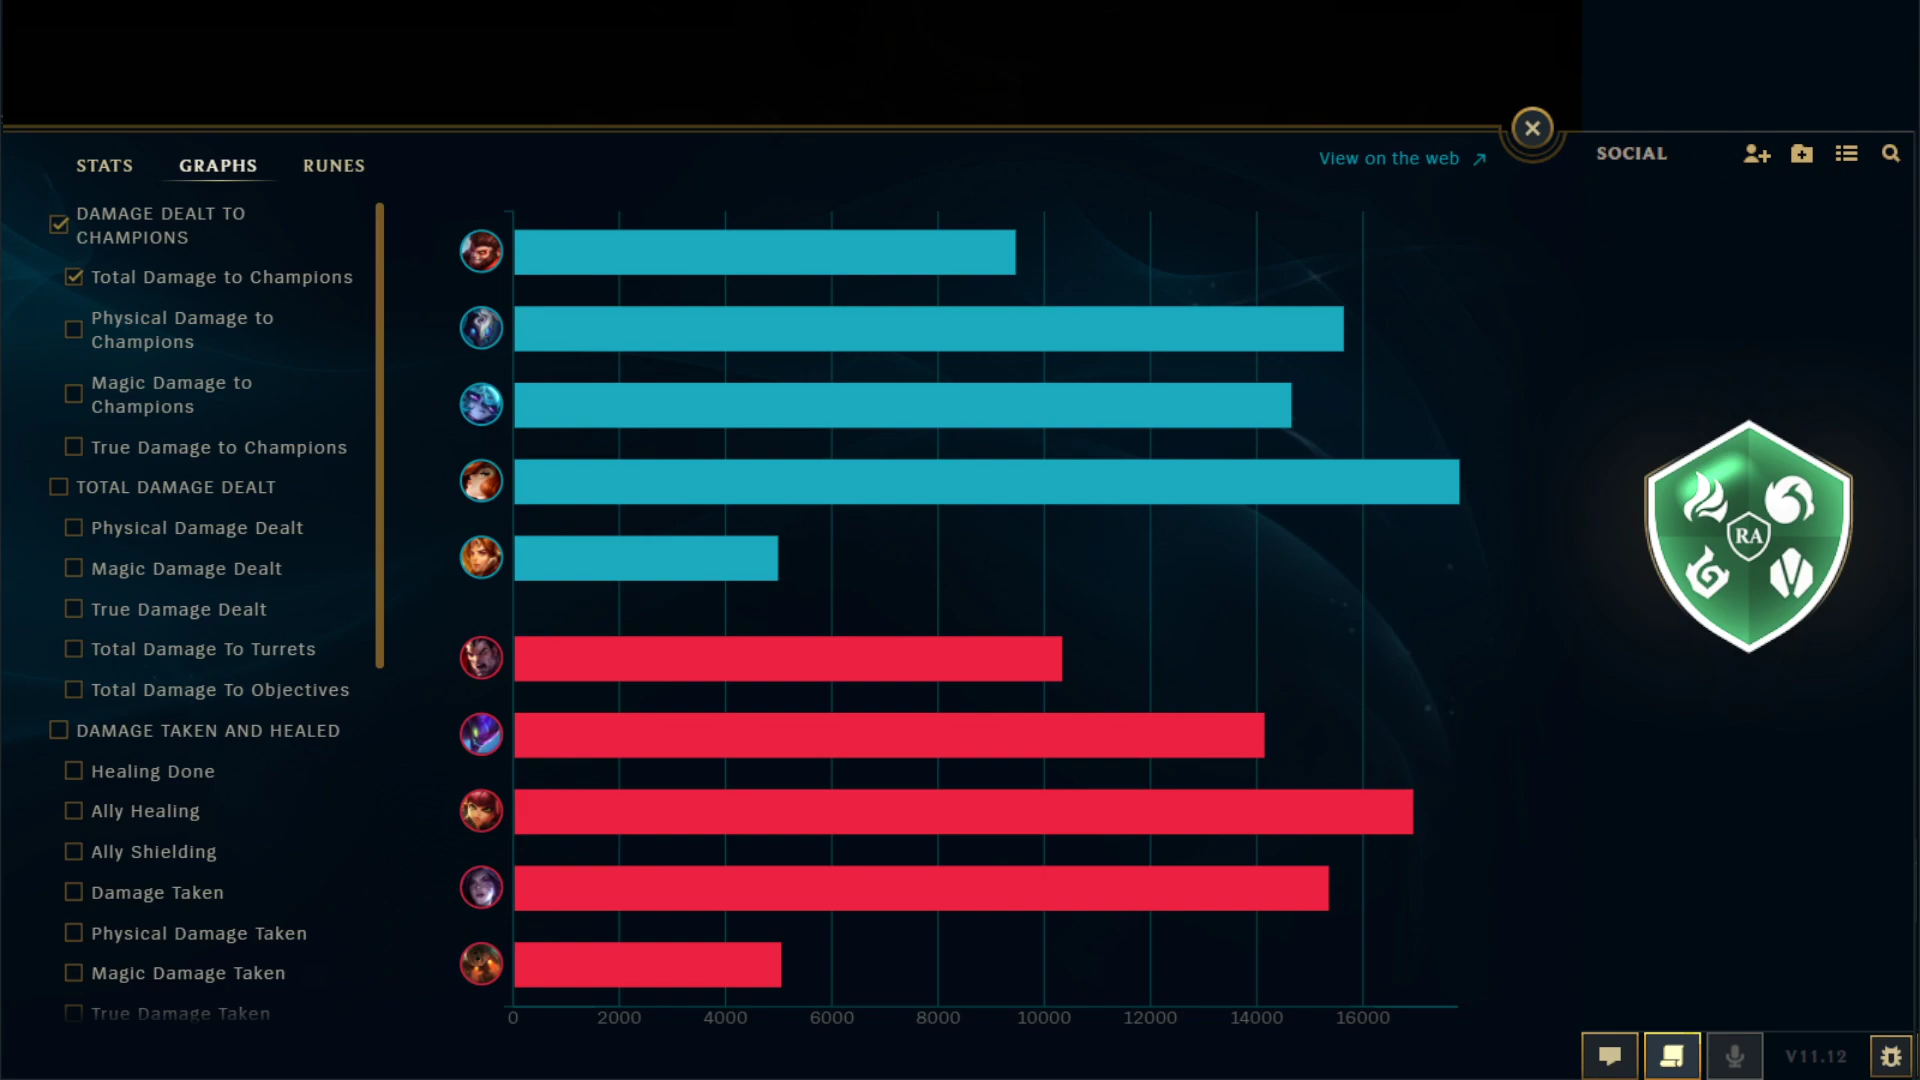 STATS
GRAPHS
RUNES
View on the web
SOCIAL
DAMAGE DEALT TO
CHAMPIONS
Total Damage to Champions
Physical Damage to
Champions
Magic Damage to
Champions
True Damage to Champions
TOTAL DAMAGE DEALT
Physical Damage Dealt
Magic Damage Dealt
True Damage Dealt
Total Damage To Turrets
Total Damage To Objectives
DAMAGE TAKEN AND HEALED
Healing Done
Ally Healing
Ally Shielding
Damage Taken
Physical Damage Taken
Magic Damage Taken
True Damage Taken
0 2000 4000 6000 8000 10000 12000 14000 16000
RA
V11.12